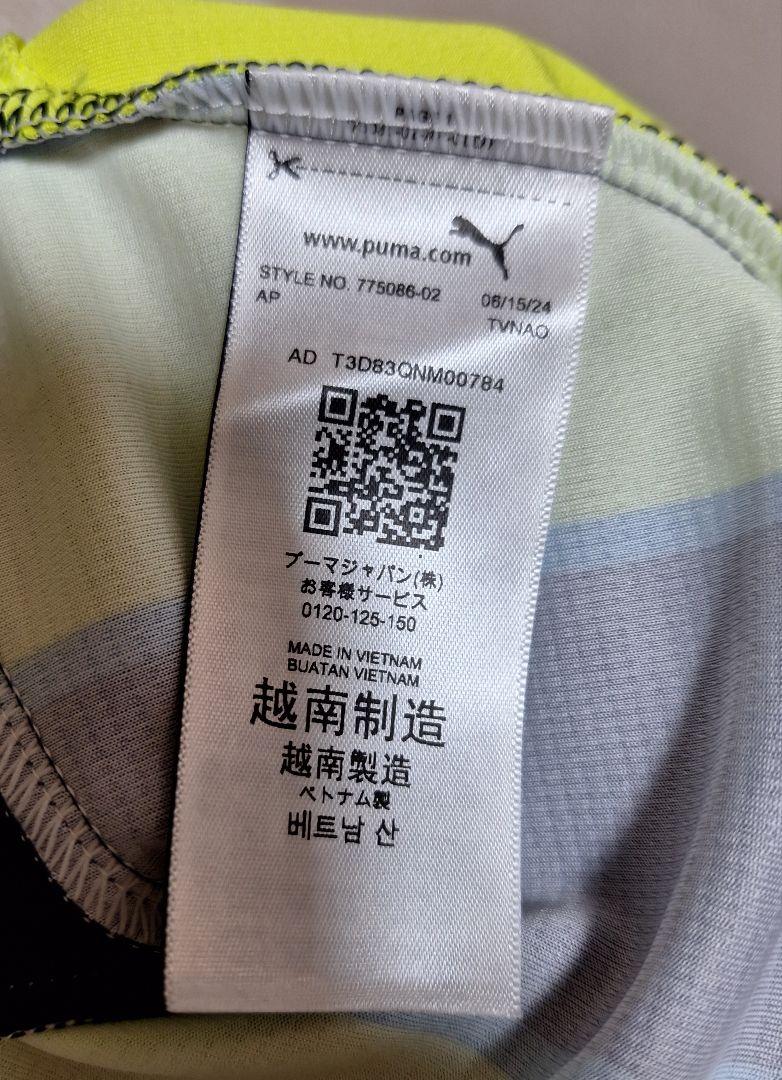 www.puma.com
STYLE NO. 775086-02 06/15/24
AP TVNAO
AD T3D83QNM00784
プーマジャパン(株)
お客様サービス
0120-125-150
MADE IN VIETNAM
BUATAN VIETNAM
越南制造
越南製造
ベトナム製
베트남 산